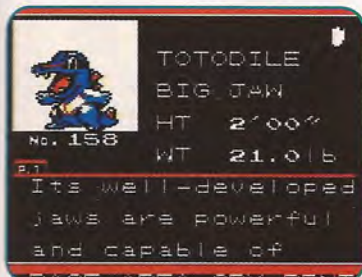 TOTODILE
BIG JAW
HT 2'00"
WT 21.0lb
No. 158
P.1
Its well-developed
jaws are powerful
and capable of